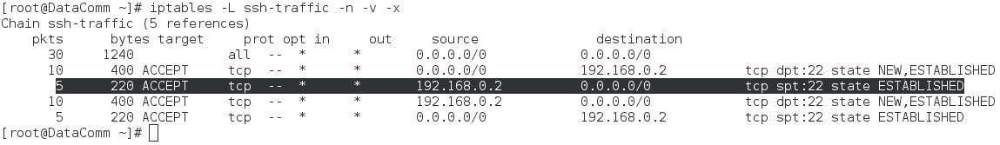 [root@DataComm ~]# iptables -L ssh-traffic -n -v -x
Chain ssh-traffic (5 references)
    pkts      bytes target     prot opt in     out     source               destination
      30     1240            all  --  *      *       0.0.0.0/0            0.0.0.0/0
      10      400 ACCEPT     tcp  --  *      *       0.0.0.0/0            192.168.0.2          tcp dpt:22 state NEW,ESTABLISHED
       5      220 ACCEPT     tcp  --  *      *       192.168.0.2          0.0.0.0/0            tcp spt:22 state ESTABLISHED
      10      400 ACCEPT     tcp  --  *      *       192.168.0.2          0.0.0.0/0            tcp dpt:22 state NEW,ESTABLISHED
       5      220 ACCEPT     tcp  --  *      *       0.0.0.0/0            192.168.0.2          tcp spt:22 state ESTABLISHED
[root@DataComm ~]#